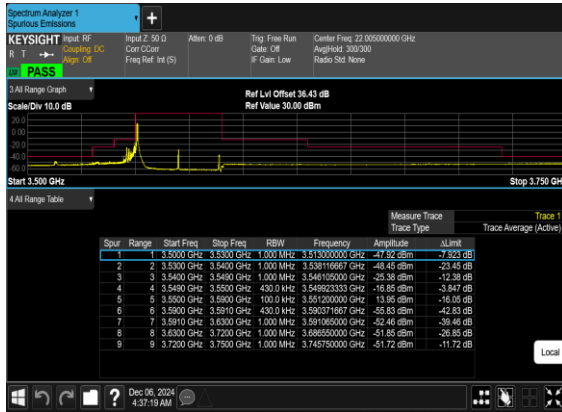 Spectrum Analyzer 1
Spurious Emissions
+
KEYSIGHT Input: RF Input Z: 50 Ω Atten: 0 dB Trig: Free Run Center Freq: 22.005000000 GHz
R T Coupling: DC Corr CCorr Gate: Off Avg|Hold: 300/300
Align: Off Freq Ref: Int (S) IF Gain: Low Radio Std: None
LW PASS
3 All Range Graph Ref Lvl Offset 36.43 dB
Scale/Div 10.0 dB Ref Value 30.00 dBm
20.0
0.00
-20.0
-40.0
-60.0
Start 3.500 GHz Stop 3.750 GH
4 All Range Table
Measure Trace Trace 1
Trace Type Trace Average (Active)
Spur Range Start Freq Stop Freq RBW Frequency Amplitude ΔLimit
1 1 3.5000 GHz 3.5300 GHz 1.000 MHz 3.513000000 GHz -47.92 dBm -7.923 dB
2 2 3.5300 GHz 3.5400 GHz 1.000 MHz 3.538116667 GHz -48.45 dBm -23.45 dB
3 3 3.5400 GHz 3.5490 GHz 1.000 MHz 3.546105000 GHz -25.38 dBm -12.38 dB
4 4 3.5490 GHz 3.5500 GHz 430.0 kHz 3.549923333 GHz -16.85 dBm -3.847 dB
5 5 3.5500 GHz 3.5900 GHz 100.0 kHz 3.551200000 GHz 13.95 dBm -16.05 dB
6 6 3.5900 GHz 3.5910 GHz 430.0 kHz 3.590371667 GHz -55.83 dBm -42.83 dB
7 7 3.5910 GHz 3.6300 GHz 1.000 MHz 3.591065000 GHz -52.46 dBm -39.46 dB
8 8 3.6300 GHz 3.7200 GHz 1.000 MHz 3.686550000 GHz -51.85 dBm -26.85 dB
9 9 3.7200 GHz 3.7500 GHz 1.000 MHz 3.745750000 GHz -51.72 dBm -11.72 dB
Local
? Dec 06, 2024
4:37:19 AM